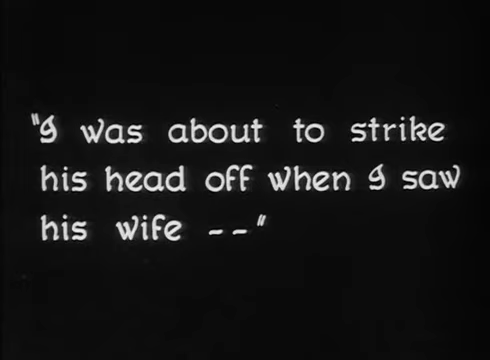 "I was about to strike
his head off when I saw
his wife --"